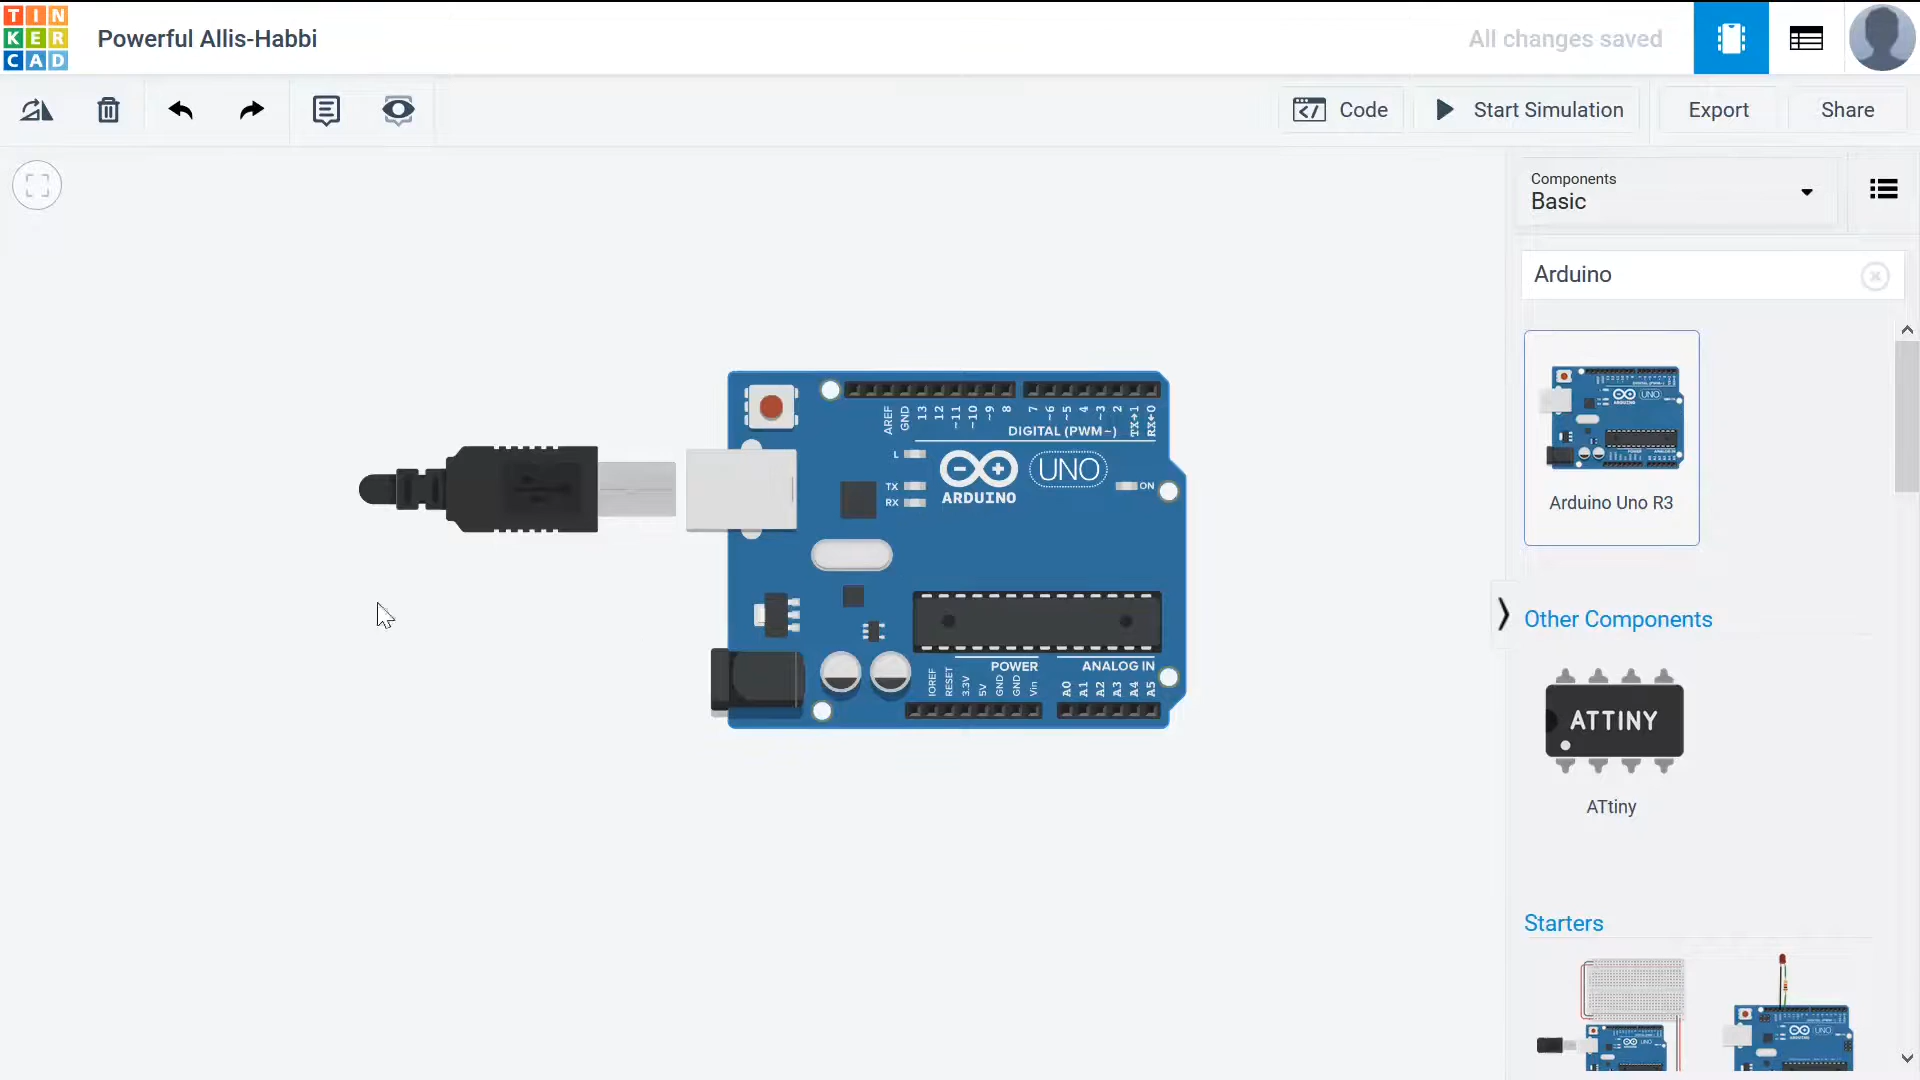 TIN
KER
CAD
Powerful Allis-Habbi
All changes saved
Code
Start Simulation
Export
Share
Components
Basic
Arduino
Arduino Uno R3
Other Components
ATTINY
ATtiny
Starters
AREF
GND
13
12
~11
~10
~9
8
7
~6
~5
4
~3
2
TX→1
RX←0
DIGITAL (PWM~)
L
TX
RX
ARDUINO
UNO
ON
POWER
ANALOG IN
IOREF
RESET
3.3V
5V
GND
GND
Vin
A0
A1
A2
A3
A4
A5